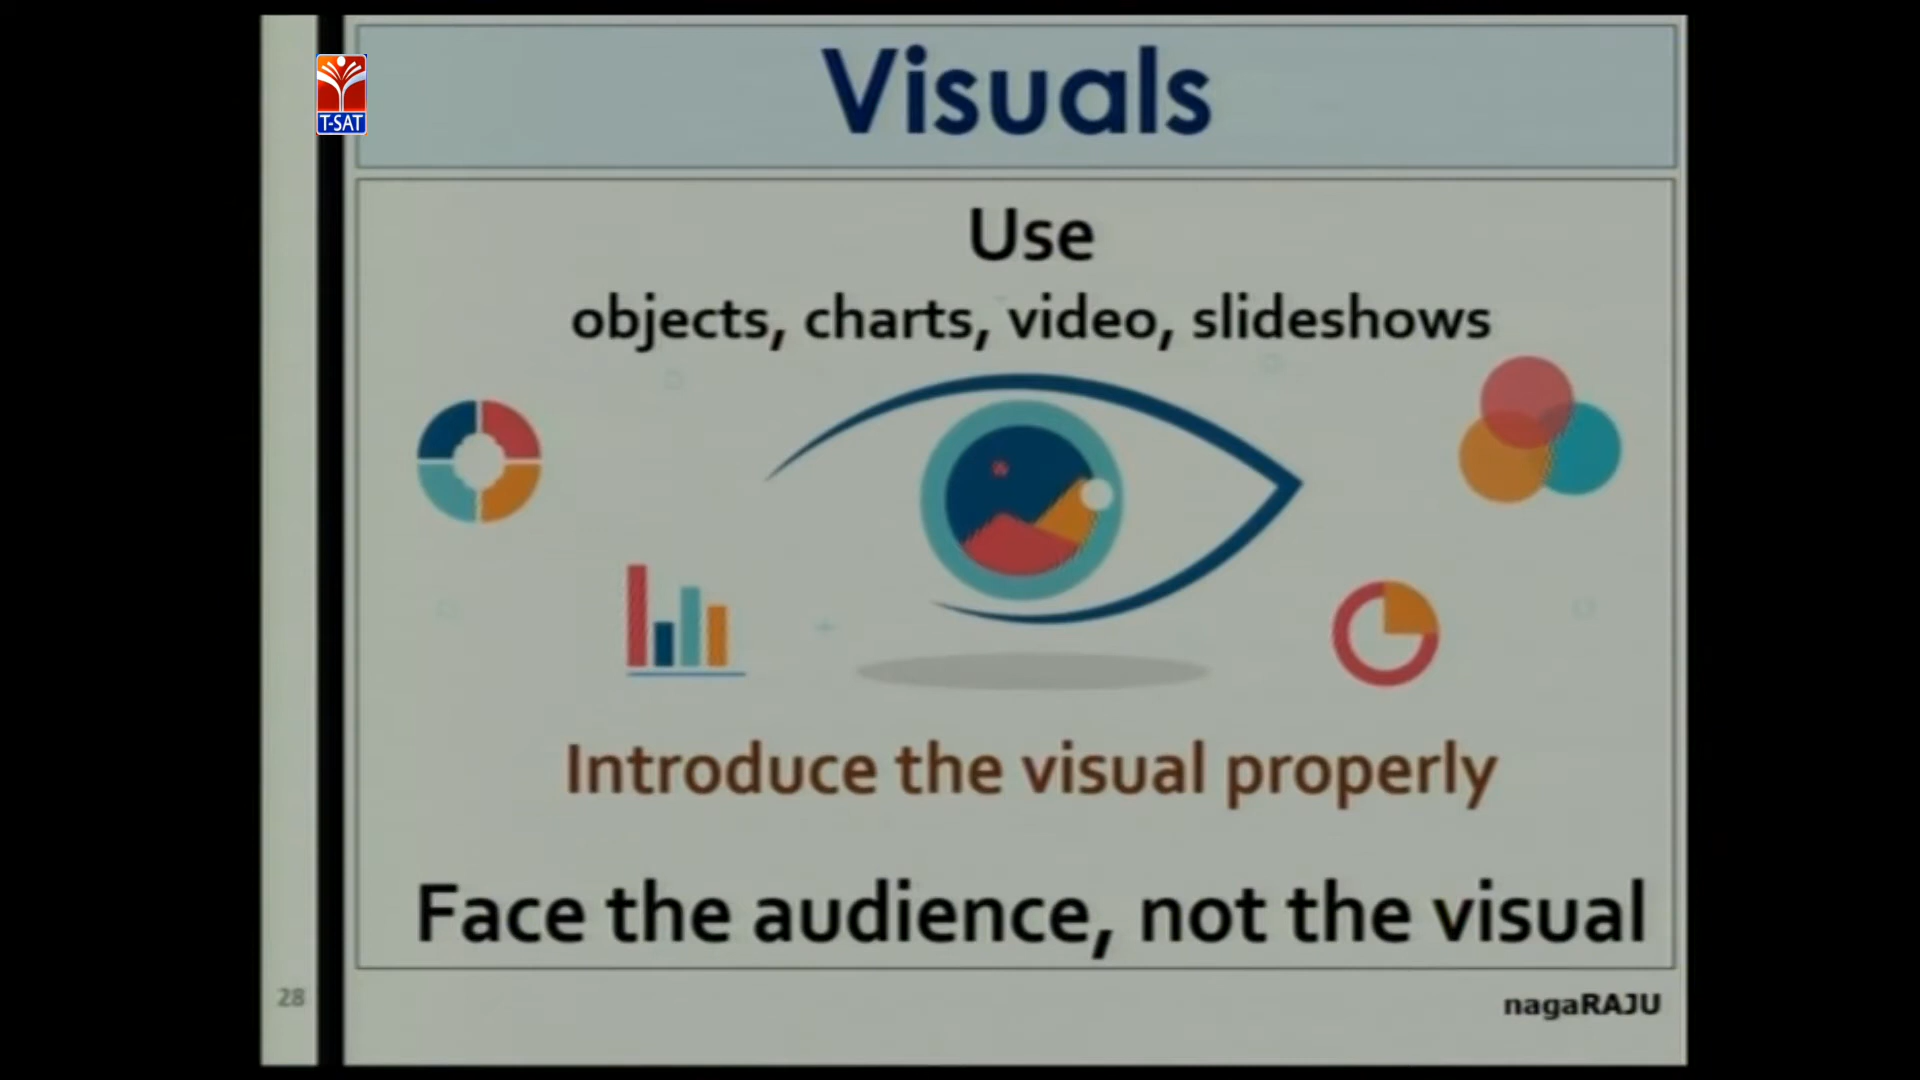 Visuals
T-SAT
Use
objects, charts, video, slideshows
Introduce the visual properly
Face the audience, not the visual
28
nagaRAJU